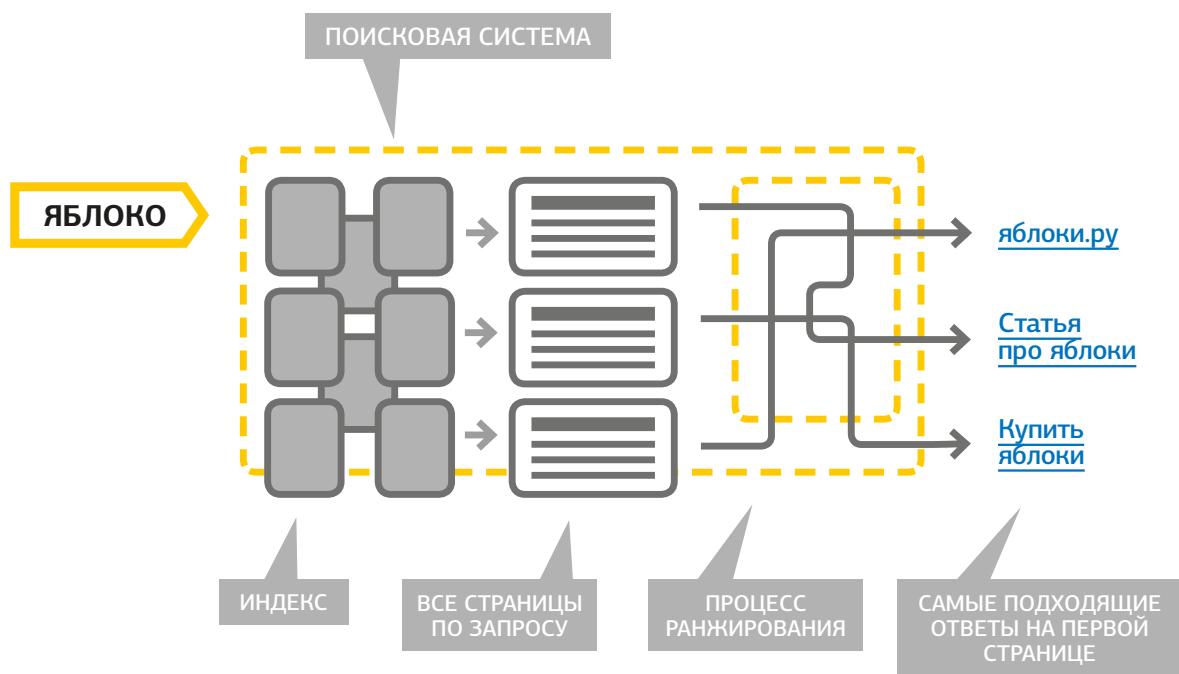 ПОИСКОВАЯ СИСТЕМА
ЯБЛОКО
яблоки.ру
Статья
про яблоки
Купить
яблоки
ИНДЕКС
ВСЕ СТРАНИЦЫ
ПО ЗАПРОСУ
ПРОЦЕСС
РАНЖИРОВАНИЯ
САМЫЕ ПОДХОДЯЩИЕ
ОТВЕТЫ НА ПЕРВОЙ
СТРАНИЦЕ